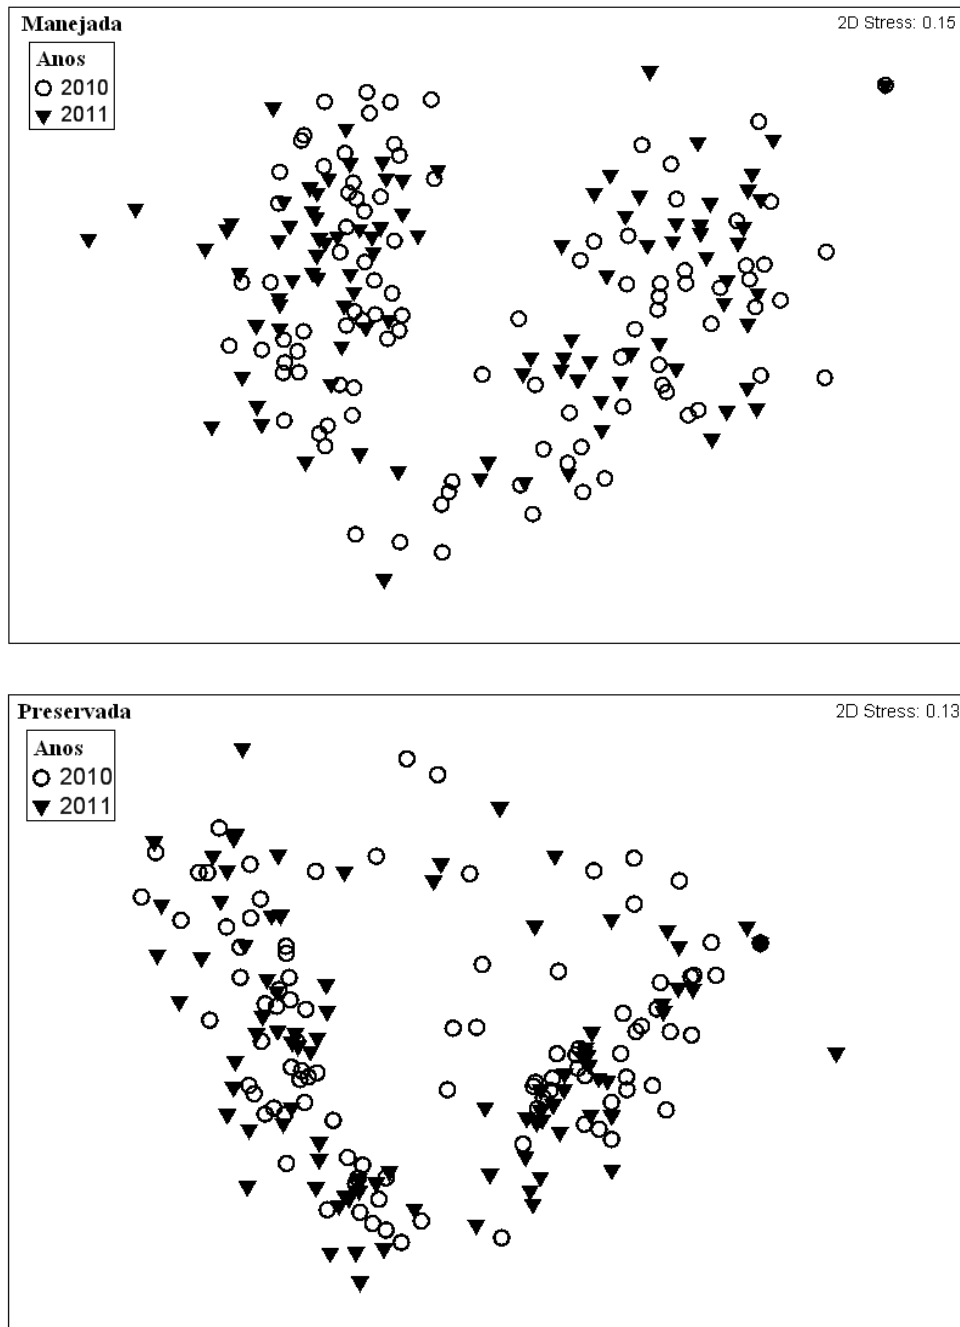 Manejada
2D Stress: 0.15
Anos
2010
2011
Preservada
2D Stress: 0.13
Anos
2010
2011